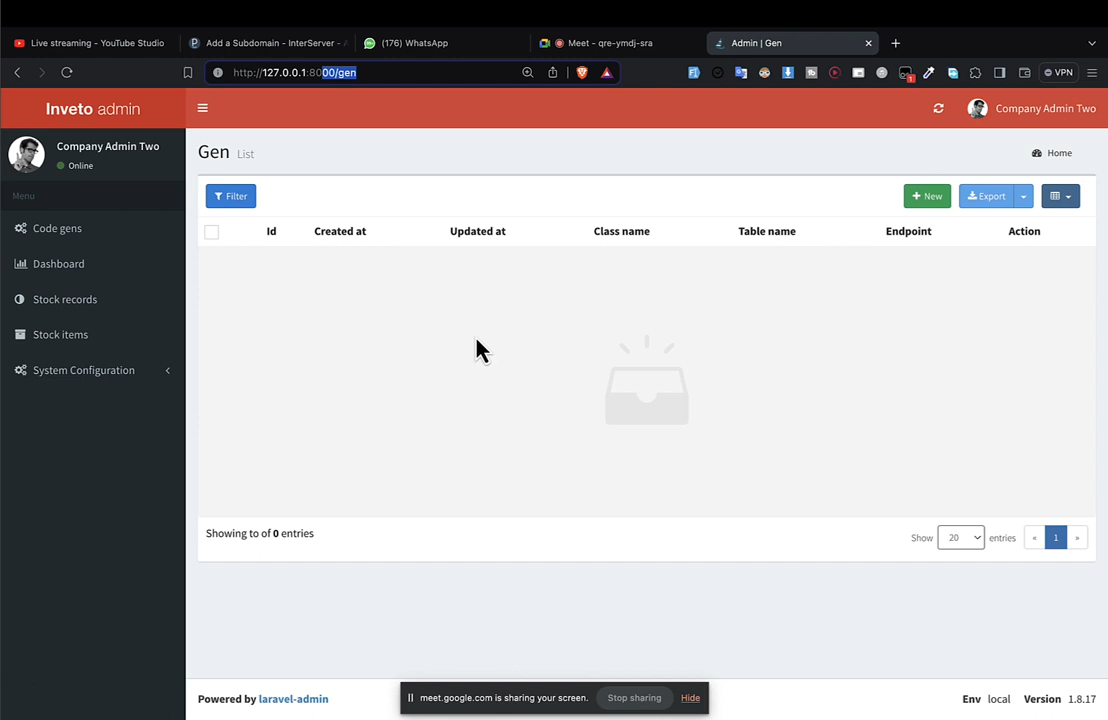 Live streaming - YouTube Studio
Add a Subdomain - InterServer -
(176) WhatsApp
Meet - qre-ymdj-sra
Admin | Gen
http://127.0.0.1:8000/gen
VPN
Inveto admin
Company Admin Two
Company Admin Two
Online
Gen List
Home
Menu
Filter
New
Export
Code gens
Id Created at Updated at Class name Table name Endpoint Action
Dashboard
Stock records
Stock items
System Configuration
Showing to of 0 entries
Show 20 entries « 1 »
Powered by laravel-admin
meet.google.com is sharing your screen.
Stop sharing
Hide
Env local Version 1.8.17